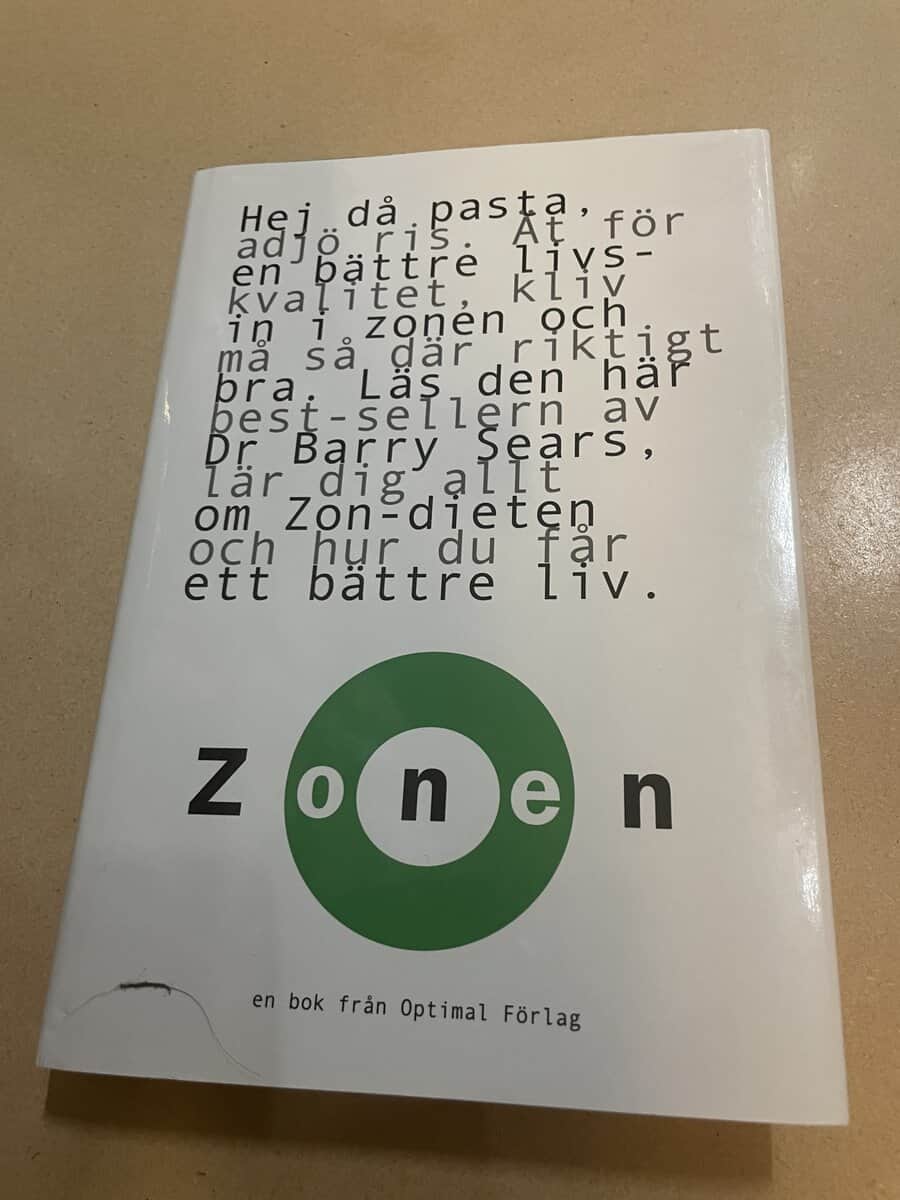 Hej då pasta,
adjö ris. Ät för
en bättre livs-
kvalitet, kliv
in i zonen och
må så där riktigt
bra. Läs den här
best-sellern av
Dr Barry Sears,
lär dig allt
om Zon-dieten
och hur du får
ett bättre liv.
Zonen
en bok från Optimal Förlag